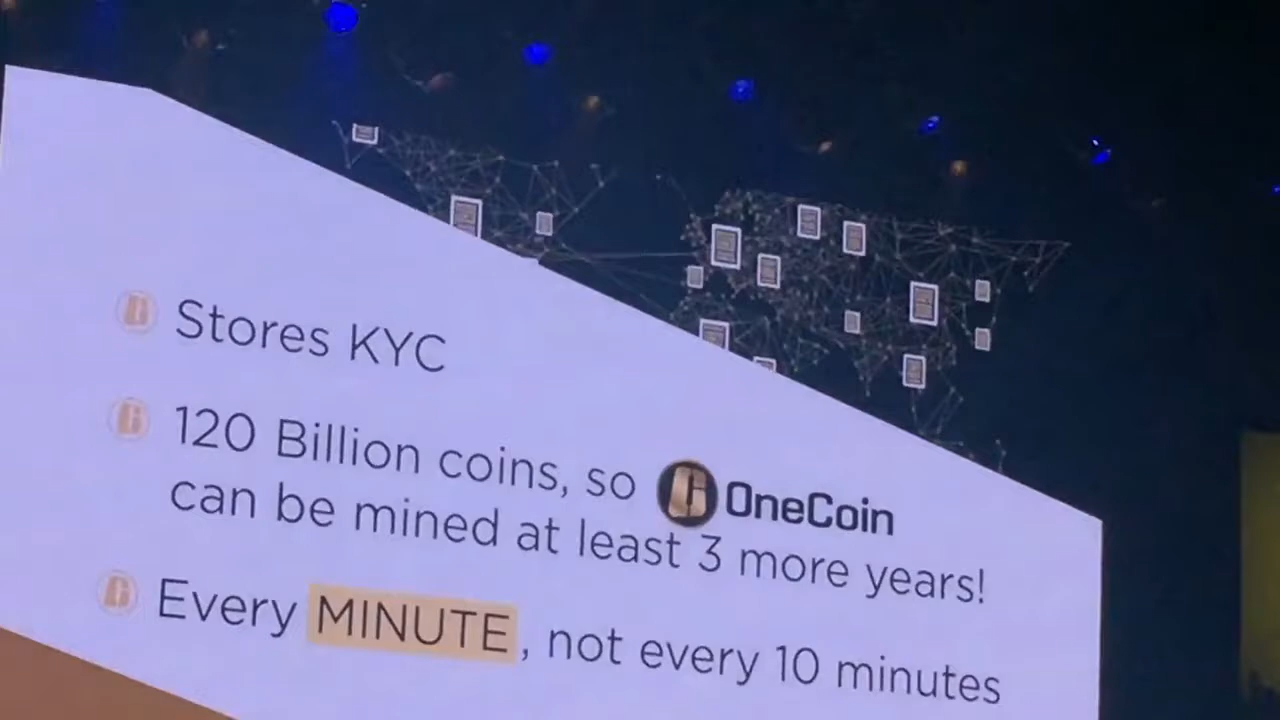 Stores KYC
120 Billion coins, so OneCoin
can be mined at least 3 more years!
Every MINUTE, not every 10 minutes